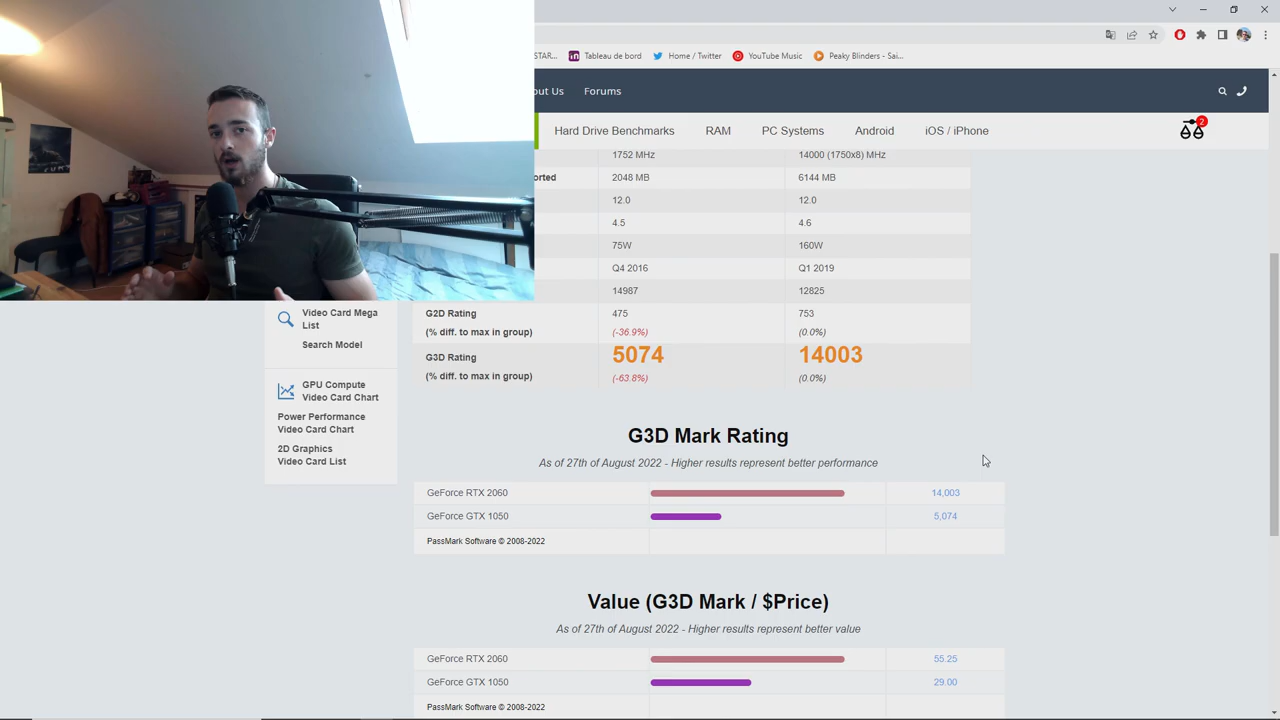 STAR...
Tableau de bord
Home / Twitter
YouTube Music
Peaky Blinders - Sai...
out Us
Forums
2
Hard Drive Benchmarks
RAM
PC Systems
Android
iOS / iPhone
1752 MHz
14000 (1750x8) MHz
orted
2048 MB
6144 MB
12.0
12.0
4.5
4.6
75W
160W
Q4 2016
Q1 2019
14987
12825
G2D Rating
475
753
(% diff. to max in group)
(-36.9%)
(0.0%)
G3D Rating
5074
14003
(% diff. to max in group)
(-63.8%)
(0.0%)
Video Card Mega
List
Search Model
GPU Compute
Video Card Chart
Power Performance
Video Card Chart
2D Graphics
Video Card List
G3D Mark Rating
As of 27th of August 2022 - Higher results represent better performance
GeForce RTX 2060
14,003
GeForce GTX 1050
5,074
PassMark Software © 2008-2022
Value (G3D Mark / $Price)
As of 27th of August 2022 - Higher results represent better value
GeForce RTX 2060
55.25
GeForce GTX 1050
29.00
PassMark Software © 2008-2022